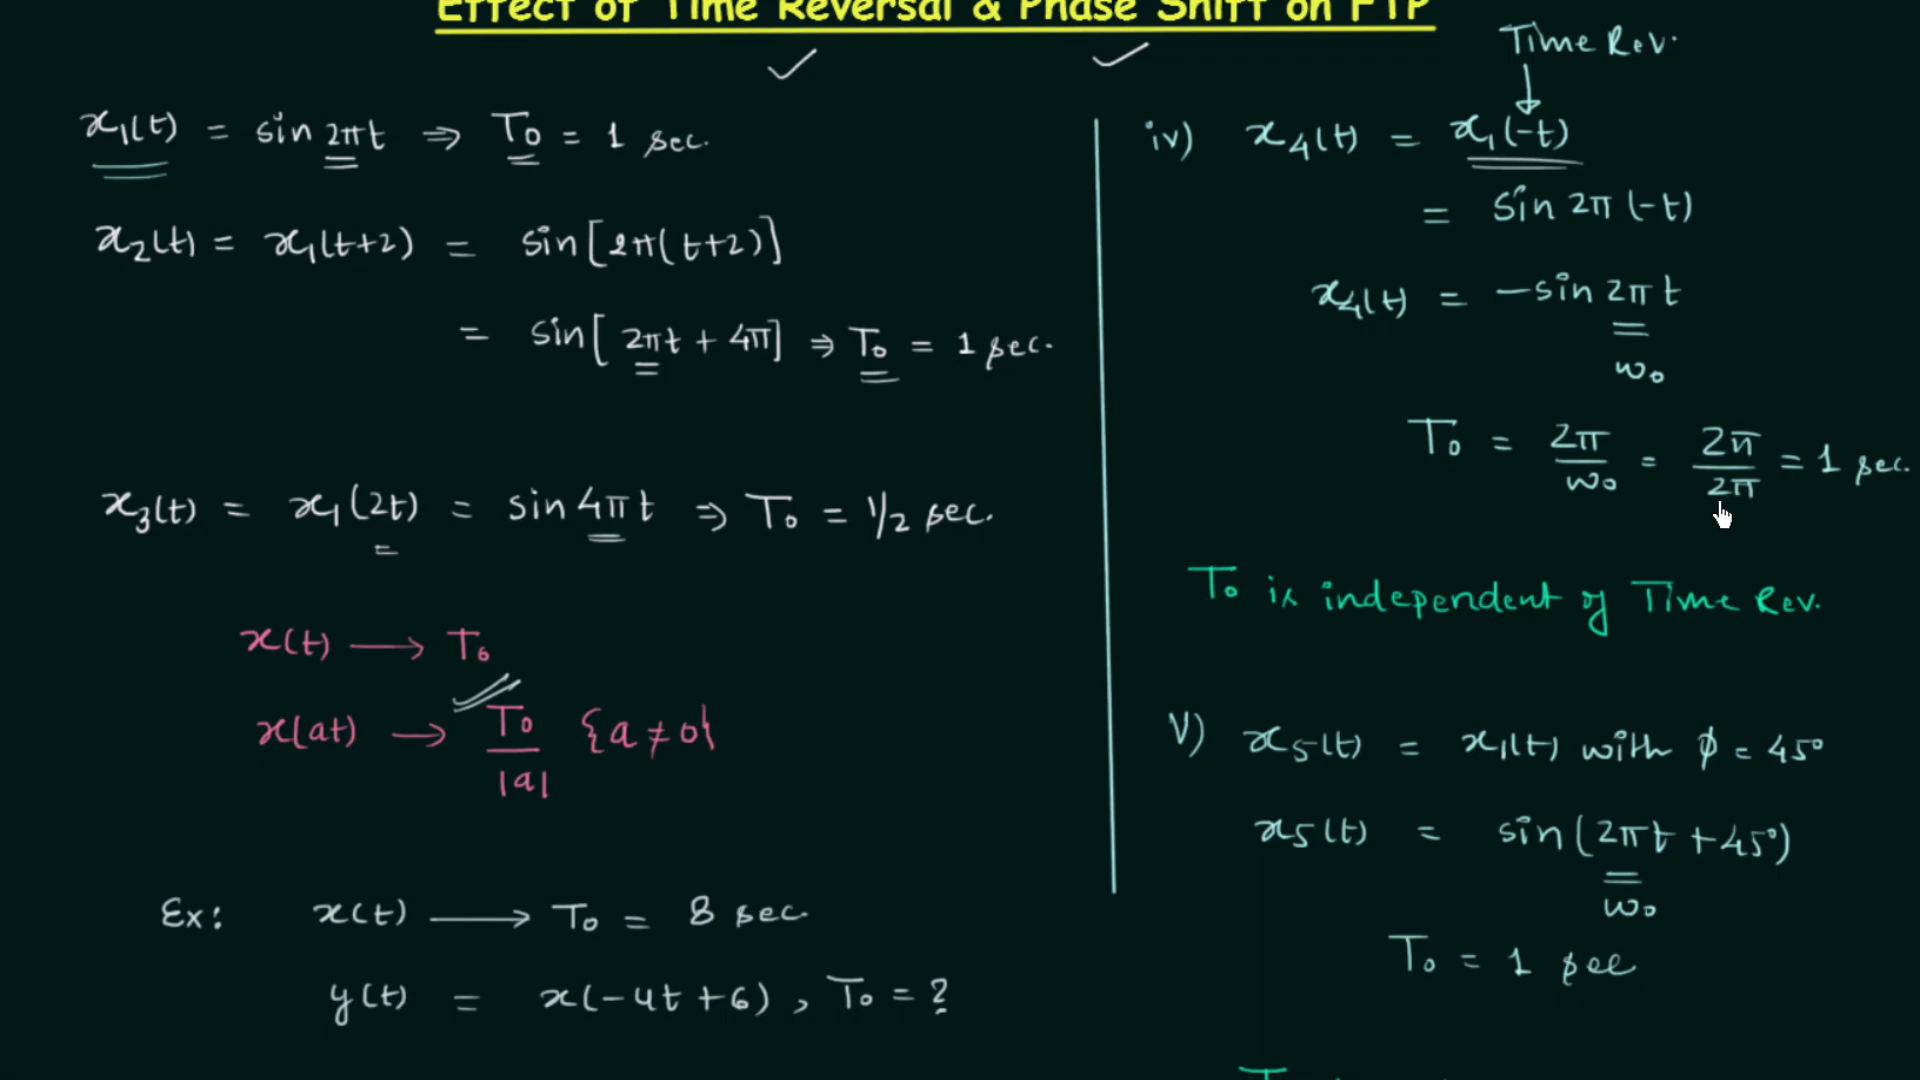 Effect of Time Reversal & Phase Shift on FTP
x₁(t) = sin 2πt ⇒ T₀ = 1 sec.
x₂(t) = x₁(t+2) = sin[2π(t+2)]
= sin[2πt + 4π] ⇒ T₀ = 1 sec.
x₃(t) = x₁(2t) = sin 4πt ⇒ T₀ = 1/2 sec.
x(t) → T₀
x(at) → T₀/|a| {a ≠ 0}
Ex: x(t) → T₀ = 8 sec.
y(t) = x(-4t+6), T₀ = ?
Time Rev.
iv) x₄(t) = x₁(-t)
= sin 2π(-t)
x₄(t) = -sin 2πt
ω₀
T₀ = 2π/ω₀ = 2π/2π = 1 sec.
T₀ is independent of Time Rev.
V) x₅(t) = x₁(t) with ϕ = 45°
x₅(t) = sin(2πt + 45°)
ω₀
T₀ = 1 sec